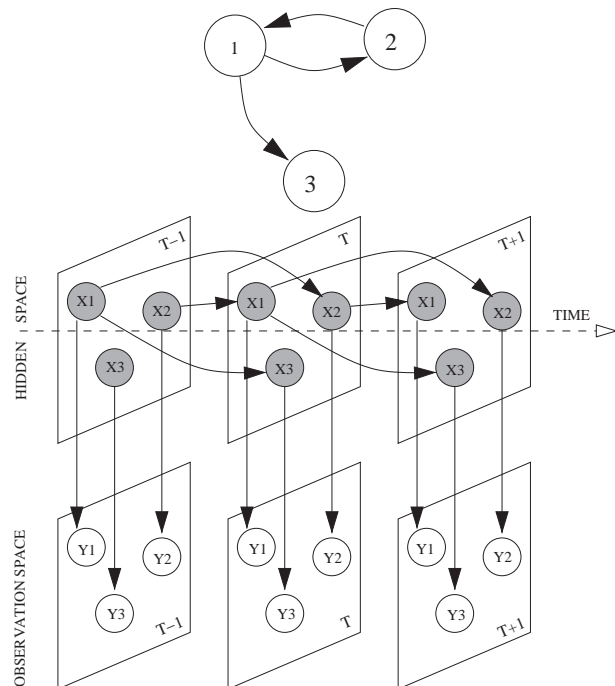 1
2
3
T−1
T
T+1
HIDDEN SPACE
X1
X2
X3
X1
X2
X3
X1
X2
X3
TIME
OBSERVATION SPACE
Y1
Y2
Y3
Y1
Y2
Y3
Y1
Y2
Y3
T−1
T
T+1